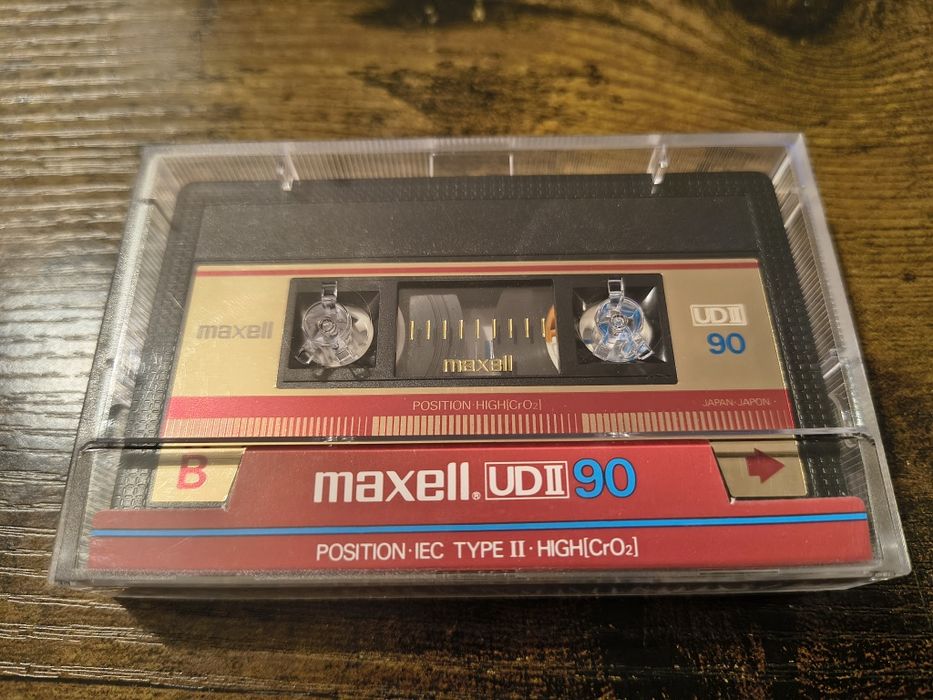 maxell
UDII
90
maxell
POSITION·HIGH[CrO₂]
JAPAN·JAPON·
B
maxell® UDII 90
POSITION·IEC TYPE II·HIGH[CrO₂]